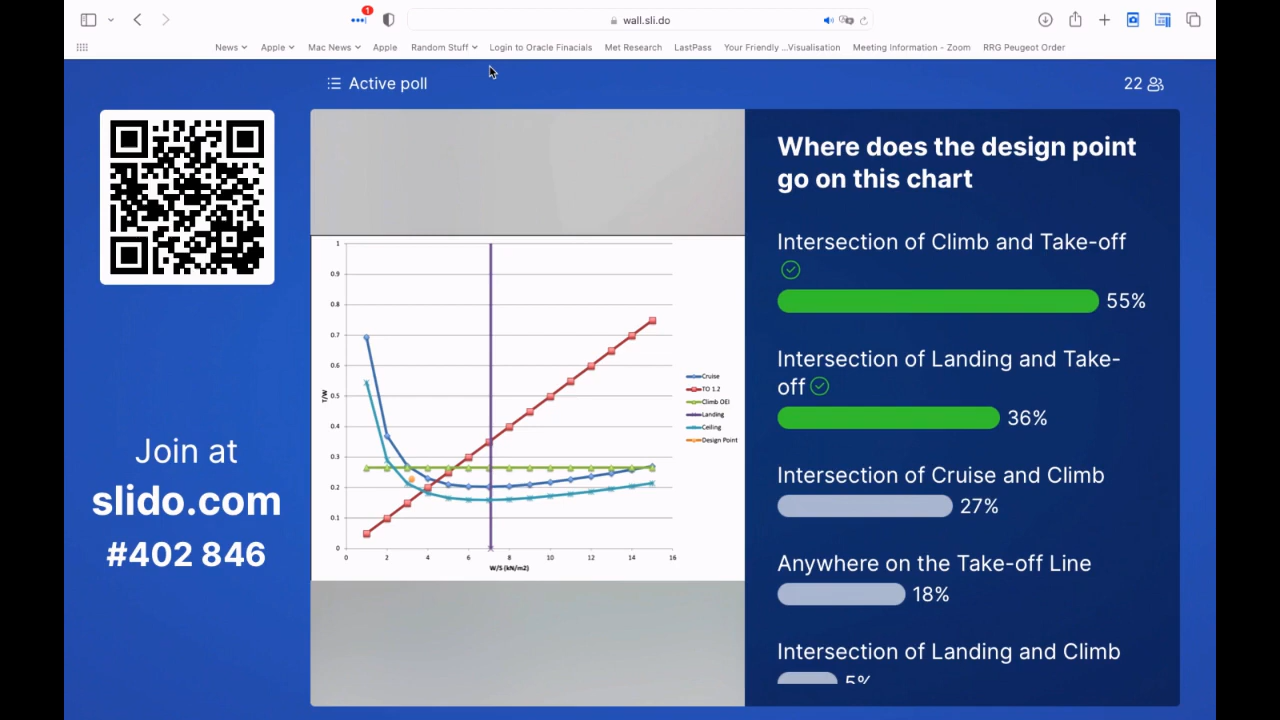 1
wall.sli.do
News
Apple
Mac News
Apple
Random Stuff
Login to Oracle Finacials
Met Research
LastPass
Your Friendly ...Visualisation
Meeting Information - Zoom
RRG Peugeot Order
Active poll
22
Join at
slido.com
#402 846
1
0.9
0.8
0.7
0.6
0.5
0.4
0.3
0.2
0.1
0
T/W
0 2 4 6 8 10 12 14 16
W/S (kN/m2)
Cruise
TO 1.2
Climb OEI
Landing
Ceiling
Design Point
Where does the design point
go on this chart
Intersection of Climb and Take-off
55%
Intersection of Landing and Take-
off
36%
Intersection of Cruise and Climb
27%
Anywhere on the Take-off Line
18%
Intersection of Landing and Climb
5%